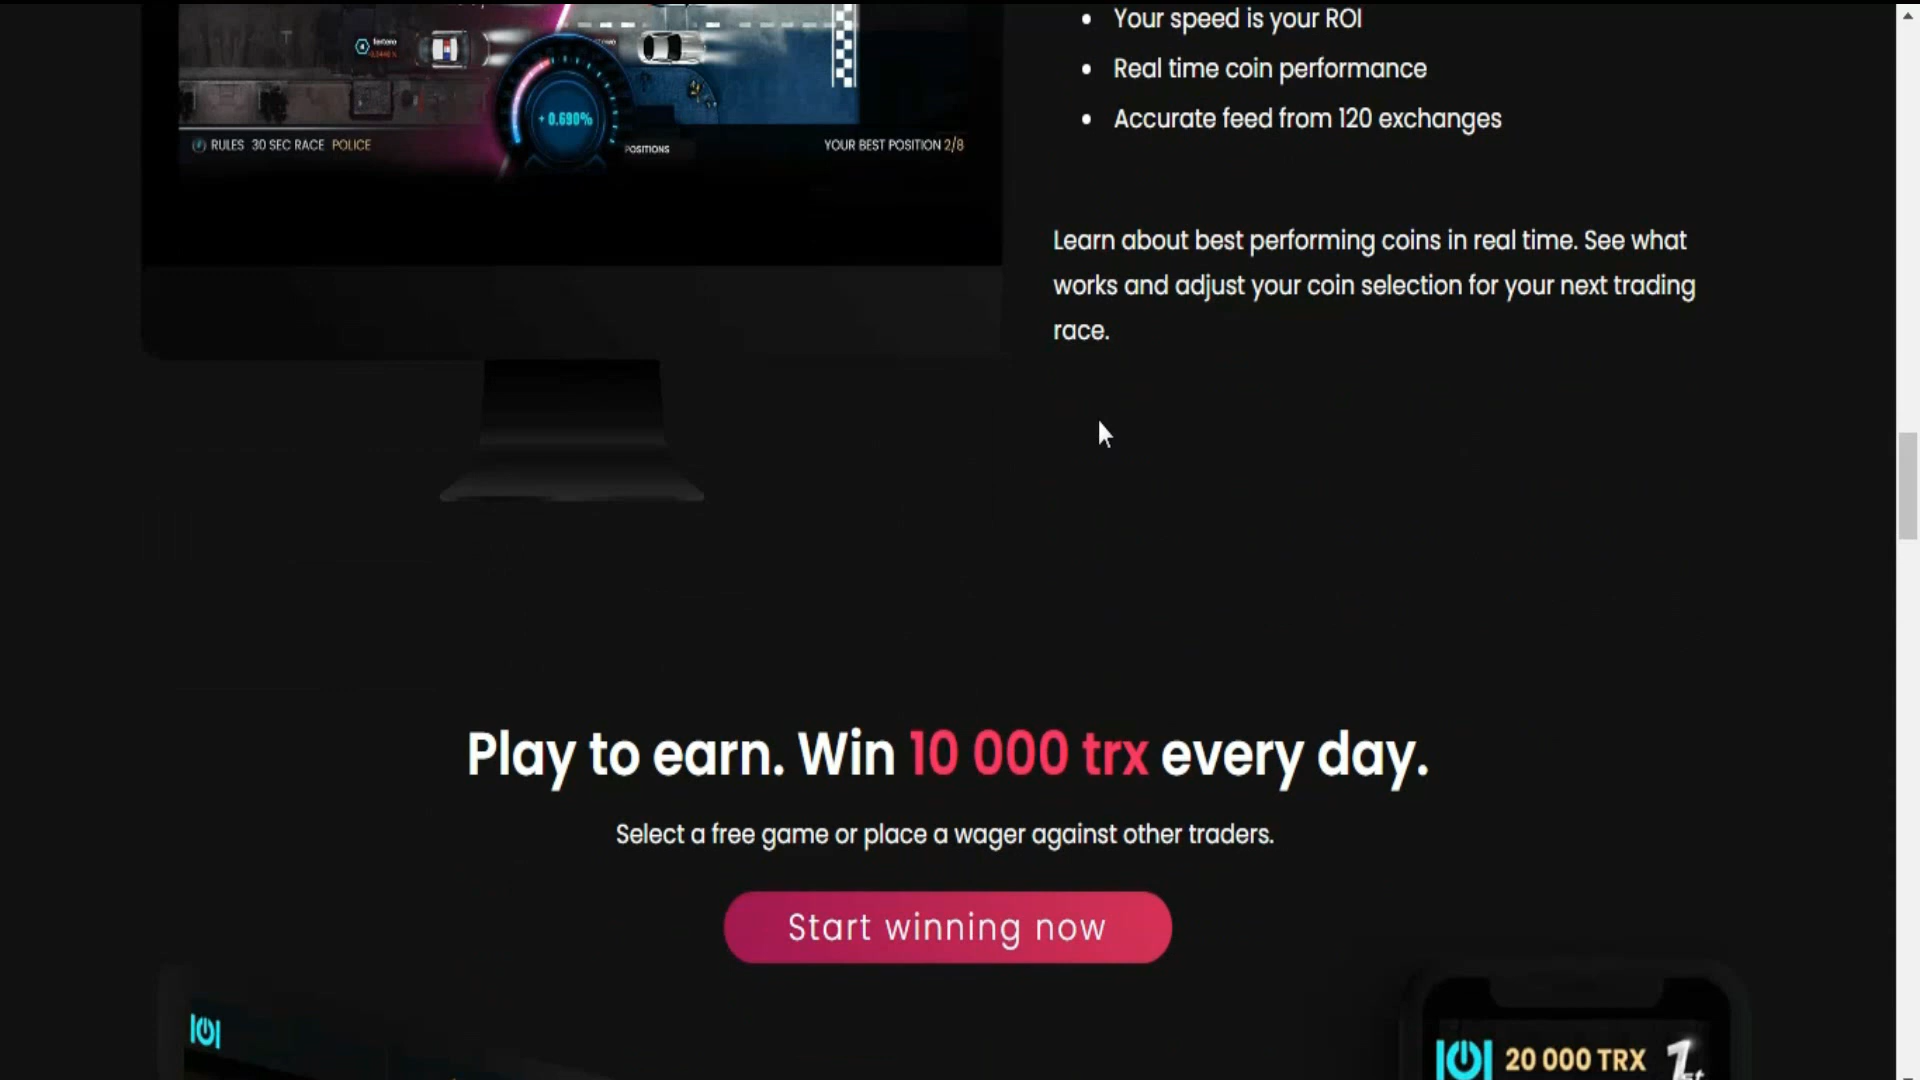 Your speed is your ROI
Real time coin performance
Accurate feed from 120 exchanges
+ 0.690%
RULES 30 SEC RACE POLICE
POSITIONS
YOUR BEST POSITION 2/8
Learn about best performing coins in real time. See what
works and adjust your coin selection for your next trading
race.
Play to earn. Win 10 000 trx every day.
Select a free game or place a wager against other traders.
Start winning now
20 000 TRX 1st